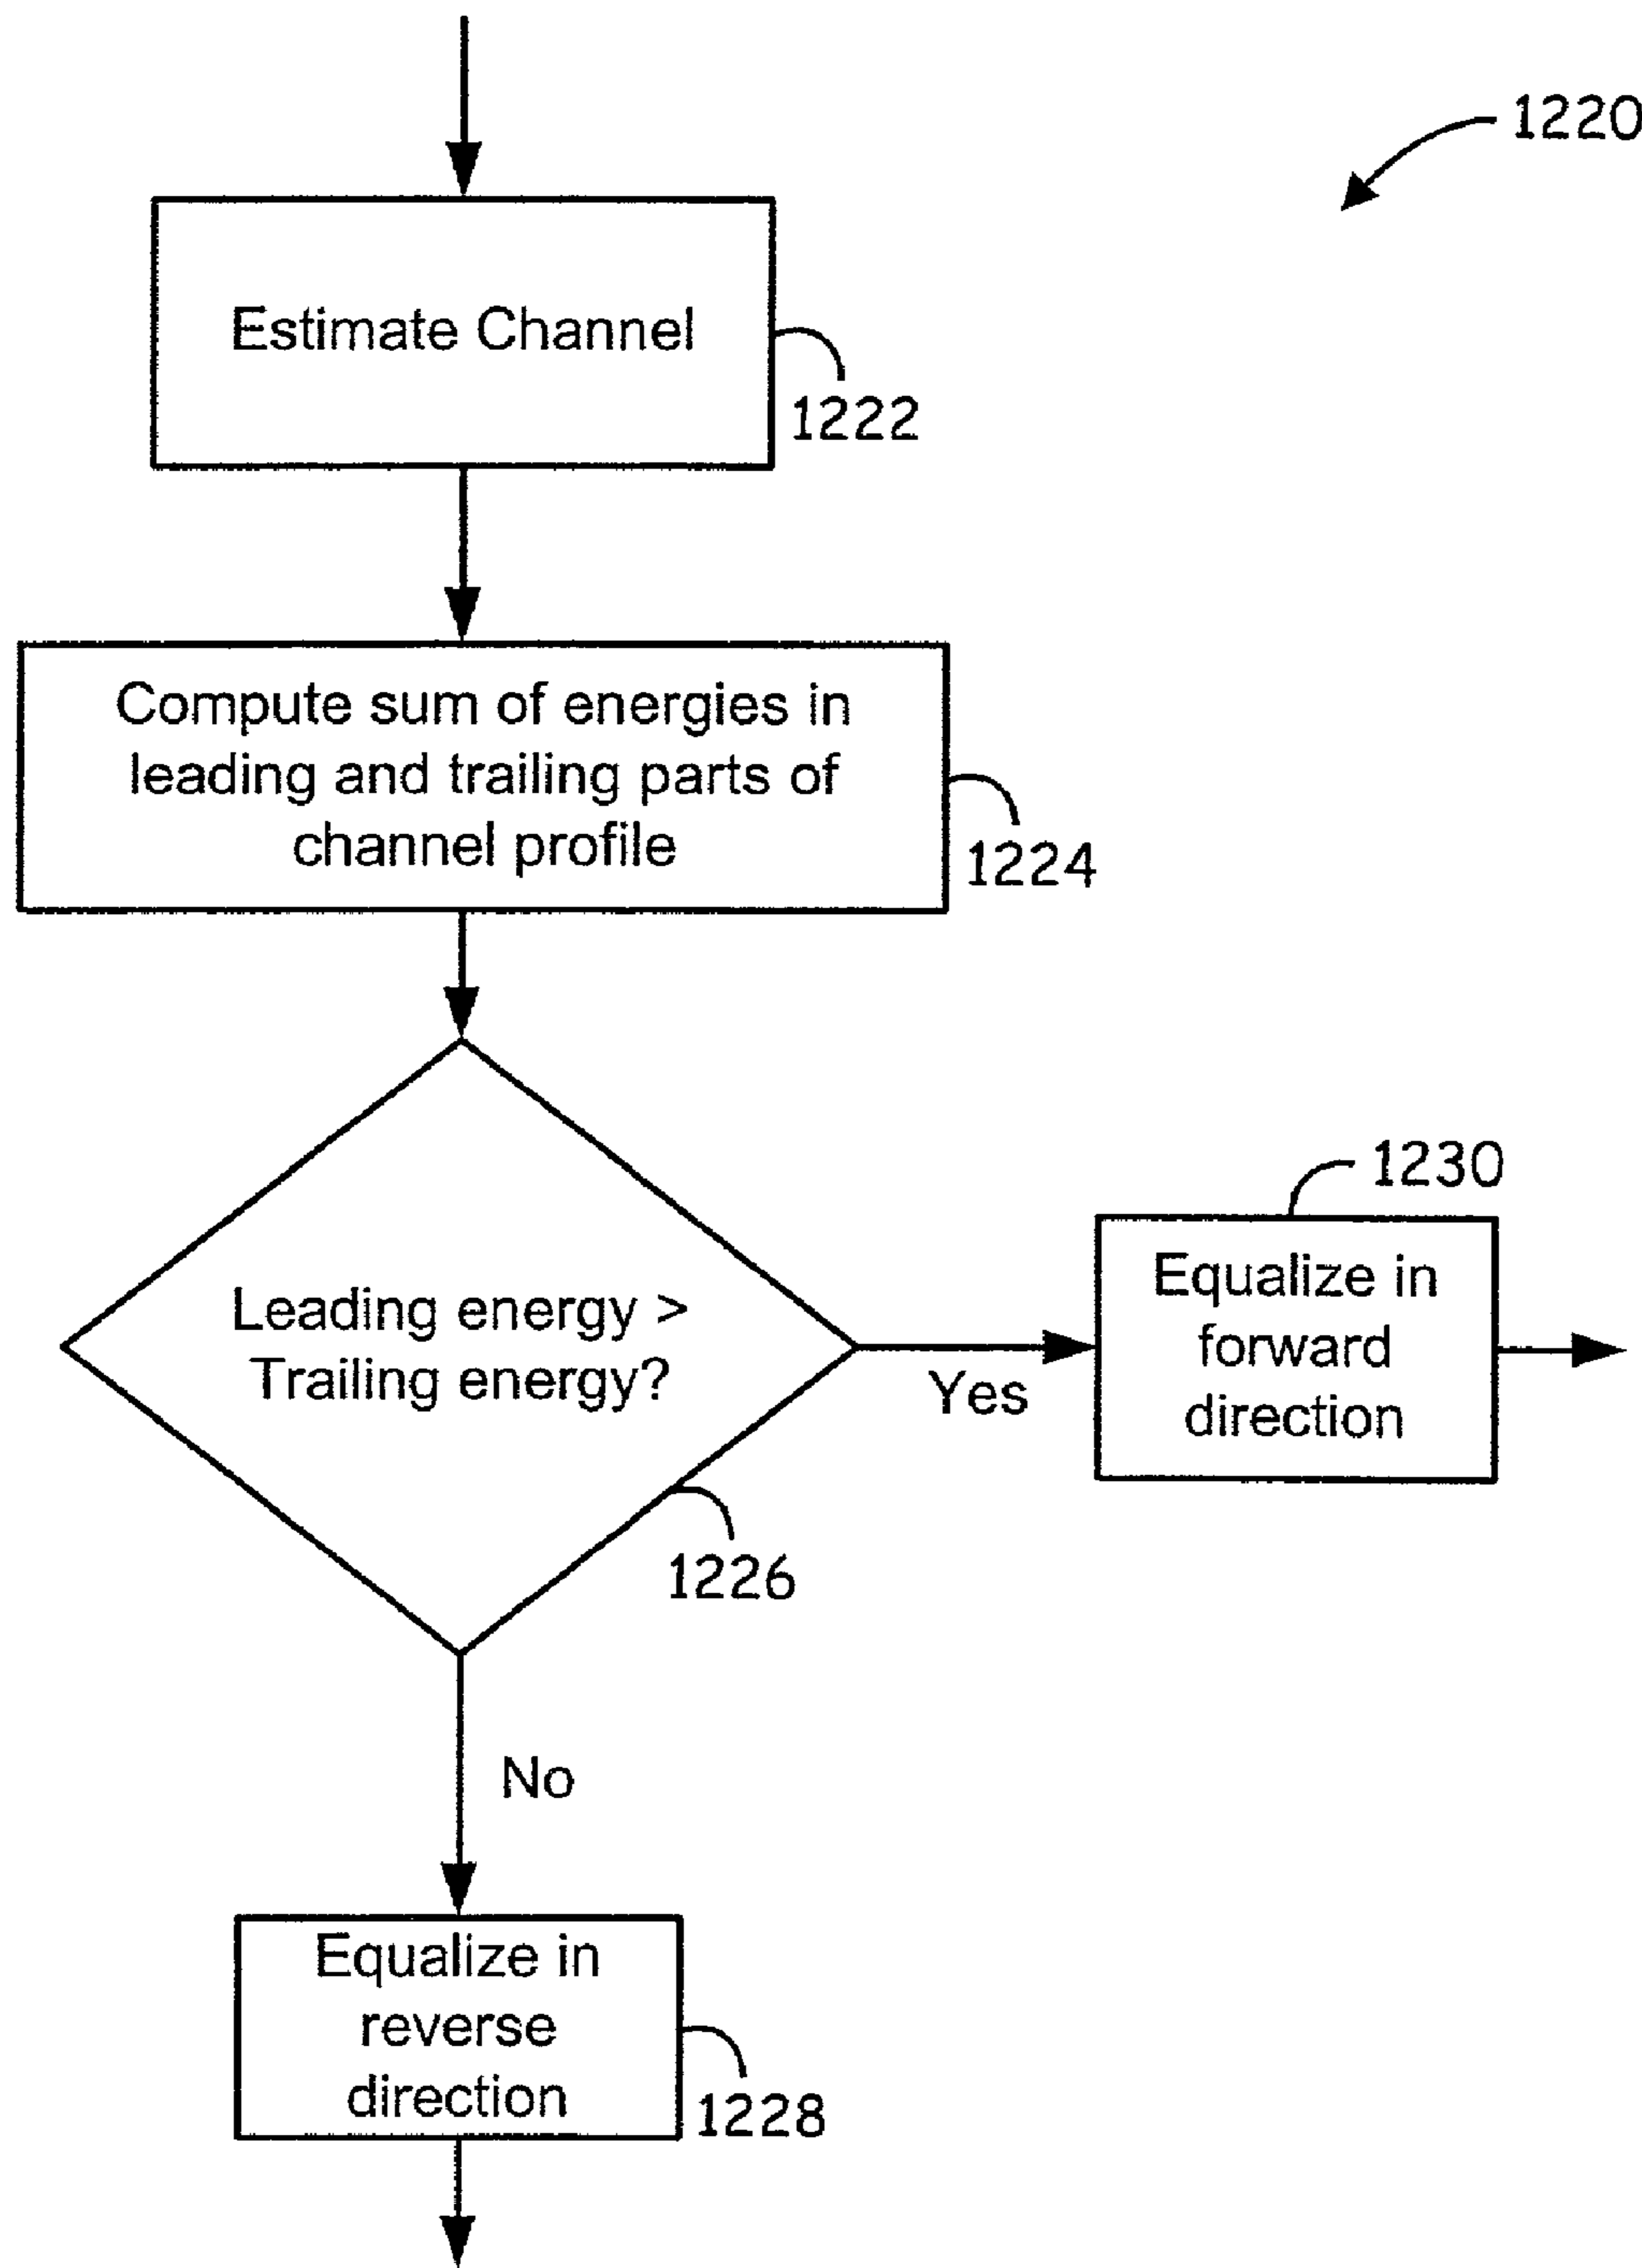 1220
Estimate Channel
1222
Compute sum of energies in
leading and trailing parts of
channel profile
1224
Leading energy >
Trailing energy?
1226
Yes
1230
Equalize in
forward
direction
No
Equalize in
reverse
direction
1228